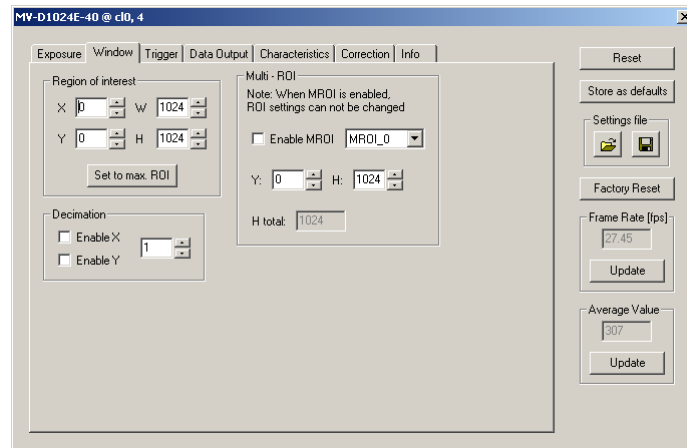 MV-D1024E-40 @ cl0, 4
Exposure Window Trigger Data Output Characteristics Correction Info
Region of interest
X 0 W 1024
Y 0 H 1024
Set to max. ROI
Decimation
Enable X
Enable Y
1
Multi - ROI
Note: When MROI is enabled,
ROI settings can not be changed
Enable MROI MROI_0
Y: 0 H: 1024
H total: 1024
Reset
Store as defaults
Settings file
Factory Reset
Frame Rate [fps]
27.45
Update
Average Value
307
Update